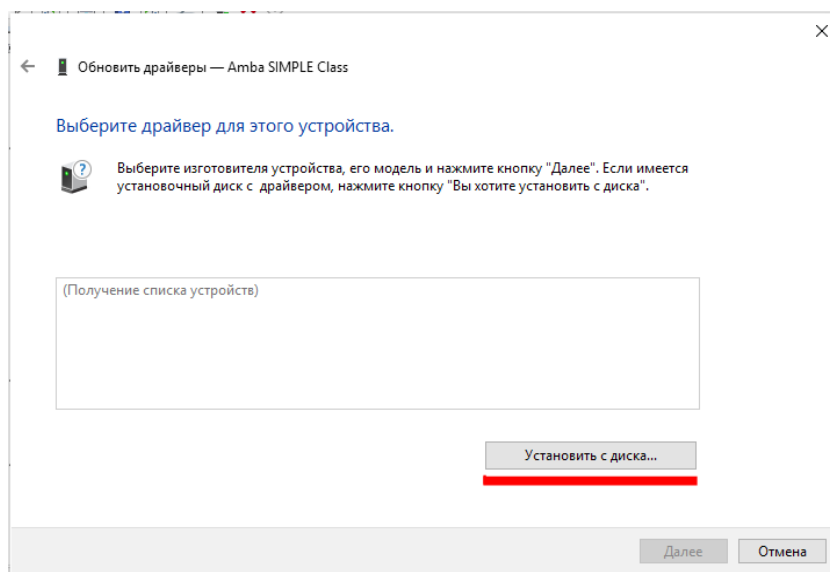 Обновить драйверы — Amba SIMPLE Class
Выберите драйвер для этого устройства.
Выберите изготовителя устройства, его модель и нажмите кнопку "Далее". Если имеется
установочный диск с драйвером, нажмите кнопку "Вы хотите установить с диска".
(Получение списка устройств)
Установить с диска...
Далее
Отмена